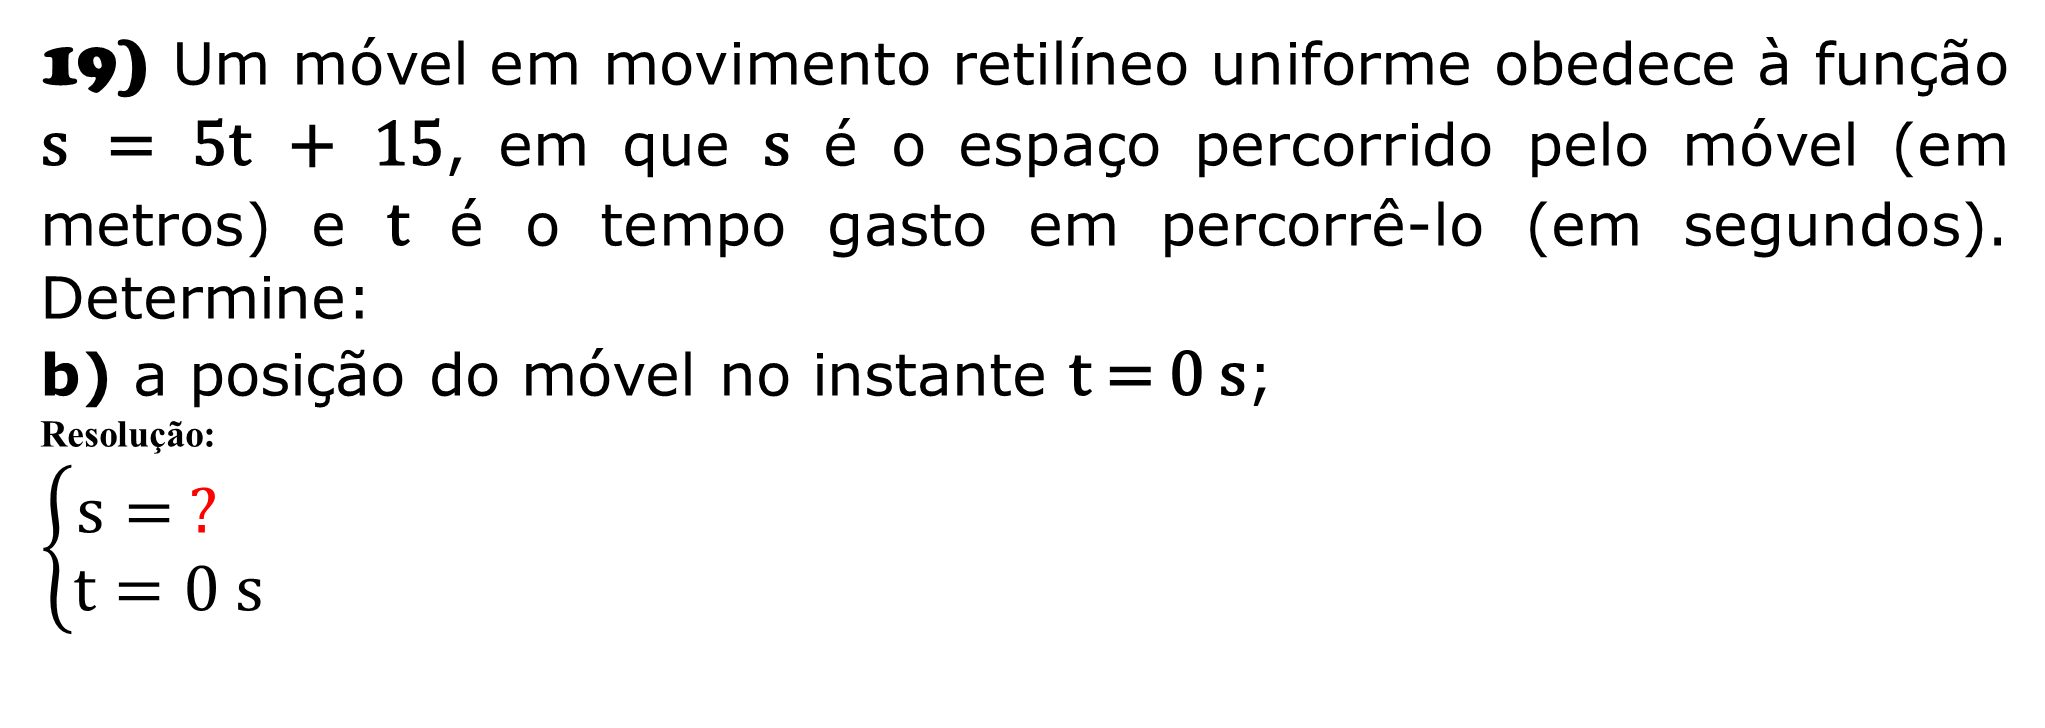 19) Um móvel em movimento retilíneo uniforme obedece à função
s = 5t + 15, em que s é o espaço percorrido pelo móvel (em
metros) e t é o tempo gasto em percorrê-lo (em segundos).
Determine:
b) a posição do móvel no instante t = 0 s;
Resolução:
s = ?
t = 0 s